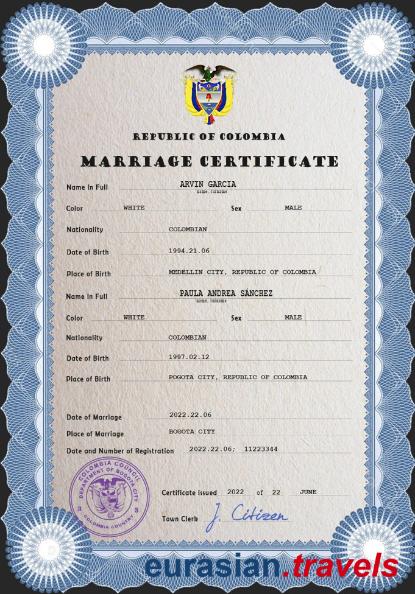 REPUBLIC OF COLOMBIA
MARRIAGE CERTIFICATE
Name In Full ARVIN GARCIA
Color WHITE Sex MALE
Nationality COLOMBIAN
Date of Birth 1994.21.06
Place of Birth MEDELLIN CITY, REPUBLIC OF COLOMBIA
Name In Full PAULA ANDREA SÁNCHEZ
Color WHITE Sex MALE
Nationality COLOMBIAN
Date of Birth 1997.02.12
Place of Birth POGOTA CITY, REPUBLIC OF COLOMBIA
Date of Marriage 2022.22.06
Place of Marriage BOGOTA CITY
Date and Number of Registration 2022.22.06; 11223344
COLOMBIA COUNCIL
DEPARTMENT OF BOGOTA CITY
COLOMBIA COUNTRY
Certificate issued 2022 of 22 JUNE
Town Clerk J. Citizen
eurasian.travels